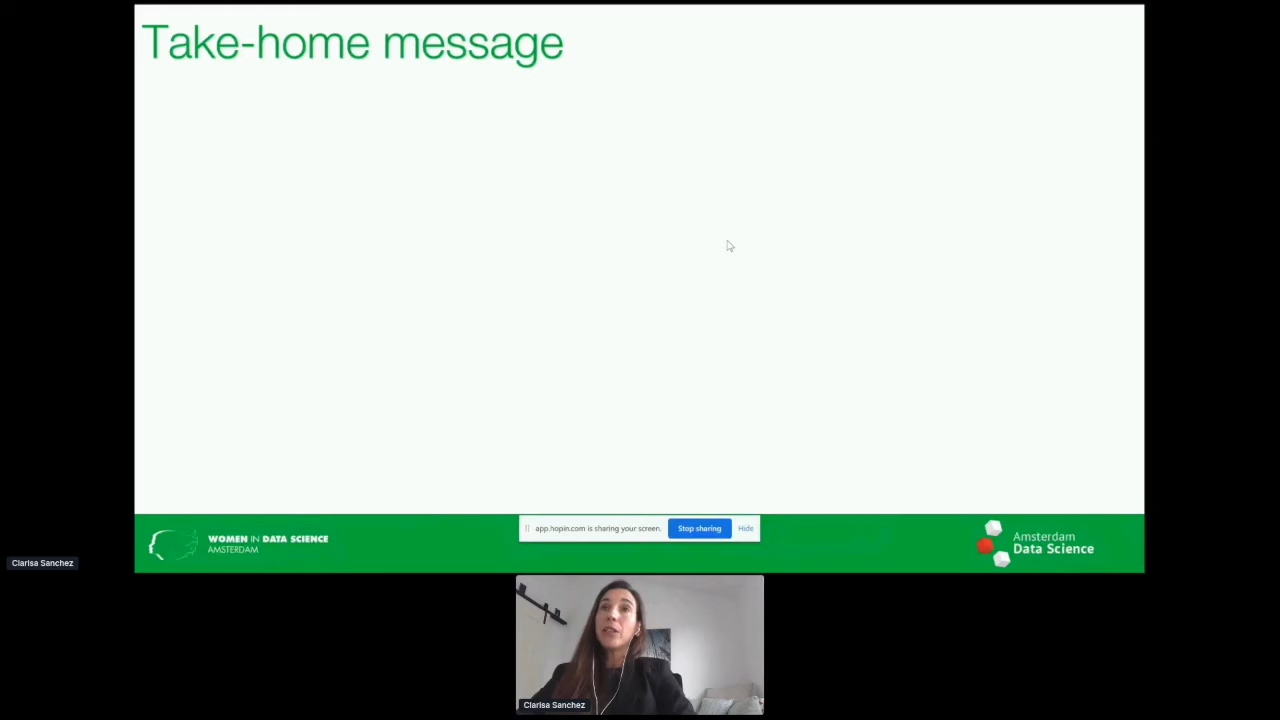 Take-home message
WOMEN IN DATA SCIENCE
AMSTERDAM
app.hopin.com is sharing your screen.
Stop sharing
Hide
Amsterdam
Data Science
Clarisa Sanchez
Clarisa Sanchez